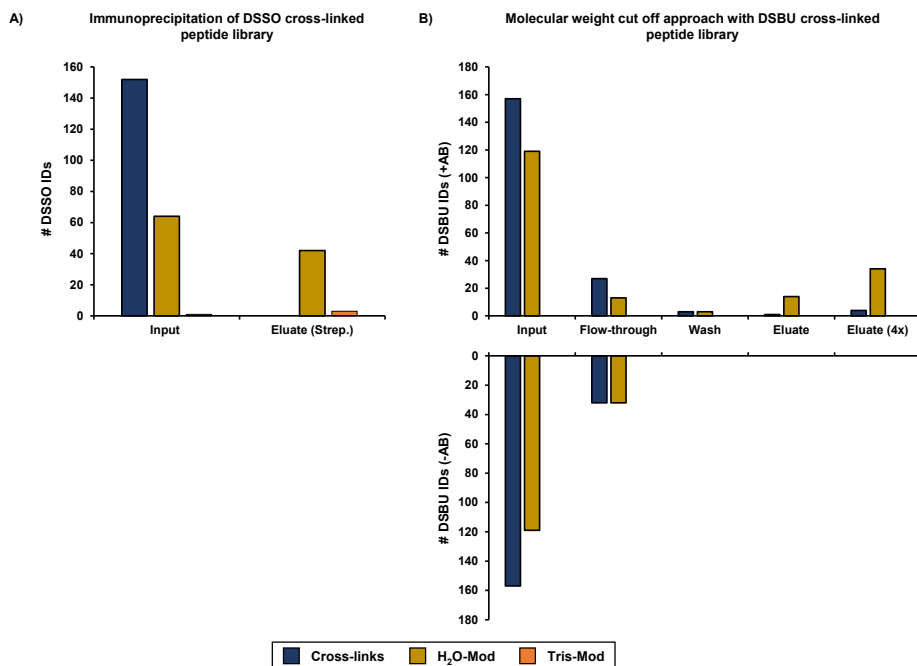 A)
Immunoprecipitation of DSSO cross-linked
peptide library
160
140
120
100
80
60
40
20
0
# DSSO IDs
Input
Eluate (Strep.)
B)
Molecular weight cut off approach with DSBU cross-linked
peptide library
180
160
140
120
100
80
60
40
20
0
# DSBU IDs (+AB)
Input
Flow-through
Wash
Eluate
Eluate (4x)
0
20
40
60
80
100
120
140
160
180
# DSBU IDs (-AB)
Cross-links
H₂O-Mod
Tris-Mod